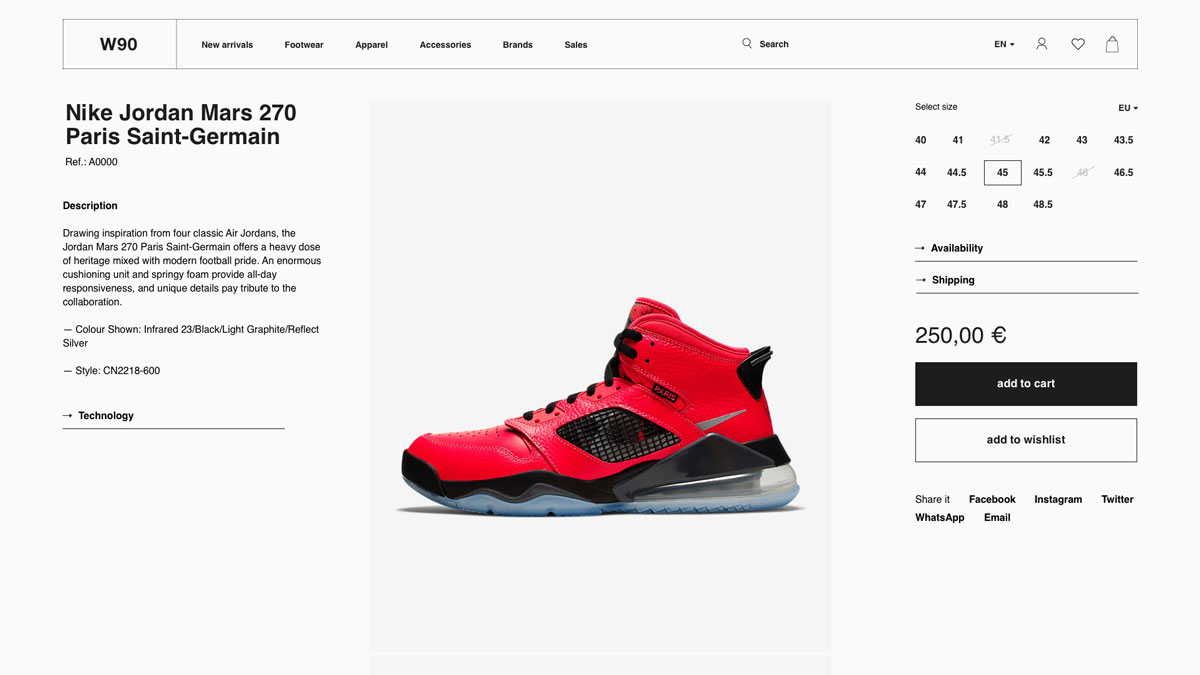 W90
New arrivals
Footwear
Apparel
Accessories
Brands
Sales
Search
EN
Nike Jordan Mars 270
Paris Saint-Germain
Ref.: A0000
Description
Drawing inspiration from four classic Air Jordans, the
Jordan Mars 270 Paris Saint-Germain offers a heavy dose
of heritage mixed with modern football pride. An enormous
cushioning unit and springy foam provide all-day
responsiveness, and unique details pay tribute to the
collaboration.
— Colour Shown: Infrared 23/Black/Light Graphite/Reflect
Silver
— Style: CN2218-600
→ Technology
PARIS
Select size
EU
40 41 41.5 42 43 43.5
44 44.5 45 45.5 46 46.5
47 47.5 48 48.5
→ Availability
→ Shipping
250,00 €
add to cart
add to wishlist
Share it Facebook Instagram Twitter
WhatsApp Email